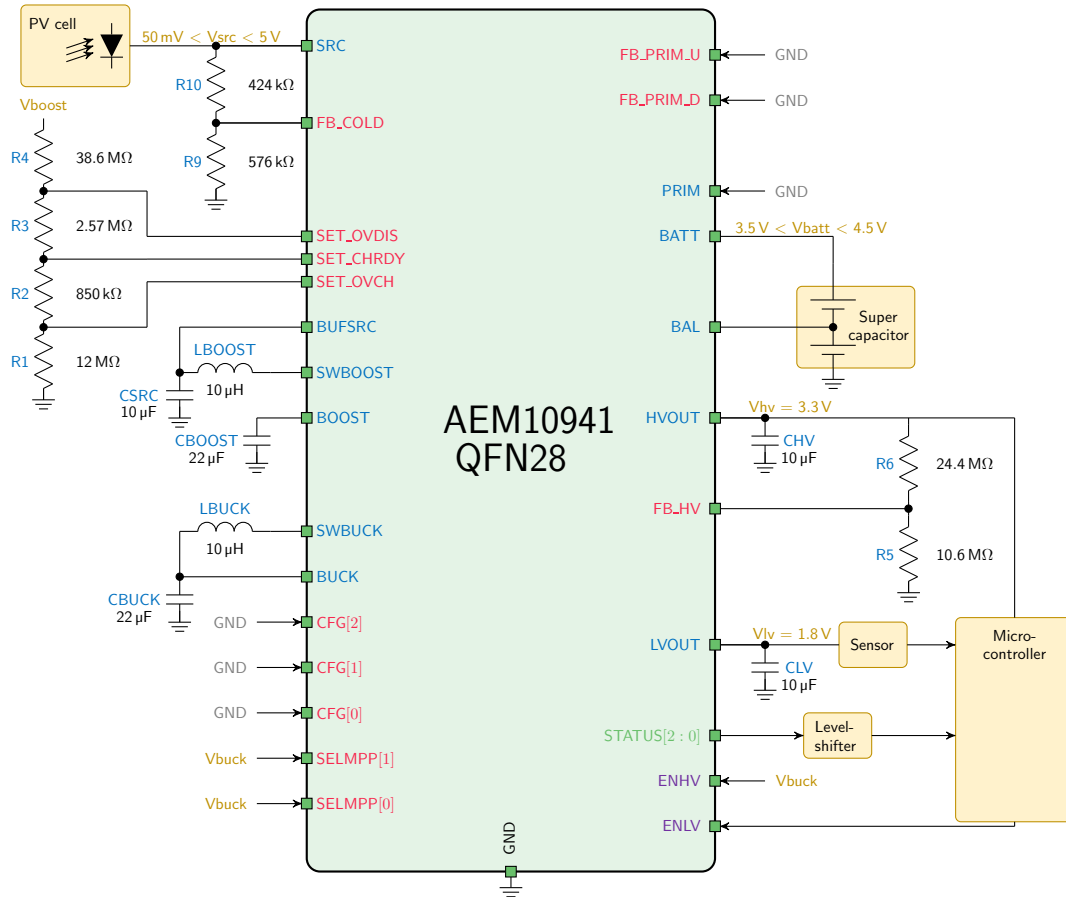 PV cell
50 mV < Vsrc < 5 V
SRC
R10
424 kΩ
FB_COLD
R9
576 kΩ
Vboost
R4
38.6 MΩ
R3
2.57 MΩ
R2
850 kΩ
R1
12 MΩ
SET_OVDIS
SET_CHRDY
SET_OVCH
BUFSRC
LBOOST
10 µH
SWBOOST
CSRC
10 µF
BOOST
CBOOST
22 µF
LBUCK
10 µH
SWBUCK
BUCK
CBUCK
22 µF
GND
CFG[2]
GND
CFG[1]
GND
CFG[0]
Vbuck
SELMPP[1]
Vbuck
SELMPP[0]
AEM10941
QFN28
GND
FB_PRIM_U
GND
FB_PRIM_D
GND
PRIM
GND
BATT
3.5 V < Vbatt < 4.5 V
BAL
Super
capacitor
HVOUT
Vhv = 3.3 V
CHV
10 µF
R6
24.4 MΩ
FB_HV
R5
10.6 MΩ
LVOUT
Vlv = 1.8 V
CLV
10 µF
Sensor
Micro-
controller
STATUS[2 : 0]
Level-
shifter
ENHV
Vbuck
ENLV